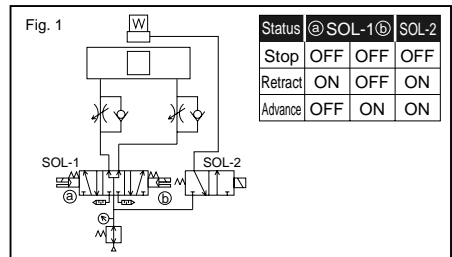 Fig. 1
W
SOL-1
SOL-2
ⓐ
ⓑ
Status ⓐSOL-1ⓑ SOL-2
Stop OFF OFF OFF
Retract ON OFF ON
Advance OFF ON ON